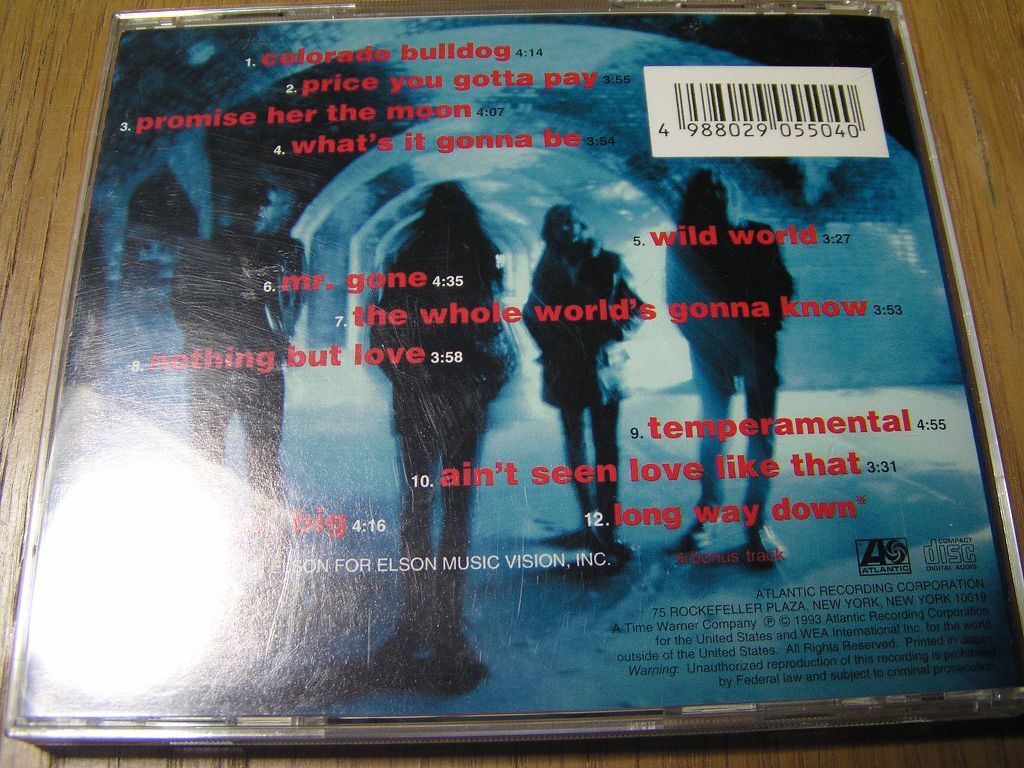 1. colorado bulldog 4:14
2. price you gotta pay 3:55
3. promise her the moon 4:07
4. what's it gonna be 3:54
4 988029 055040
5. wild world 3:27
6. mr. gone 4:35
7. the whole world's gonna know 3:53
8. nothing but love 3:58
9. temperamental 4:55
10. ain't seen love like that 3:31
big 4:16
12. long way down*
FOR ELSON MUSIC VISION, INC.
*bonus track
ATLANTIC
COMPACT
disc
DIGITAL AUDIO
ATLANTIC RECORDING CORPORATION
75 ROCKEFELLER PLAZA, NEW YORK, NEW YORK 10019
A Time Warner Company ℗ © 1993 Atlantic Recording Corporation
for the United States and WEA International Inc. for the world
outside of the United States. All Rights Reserved. Printed in Japan
Warning: Unauthorized reproduction of this recording is prohibited
by Federal law and subject to criminal prosecution